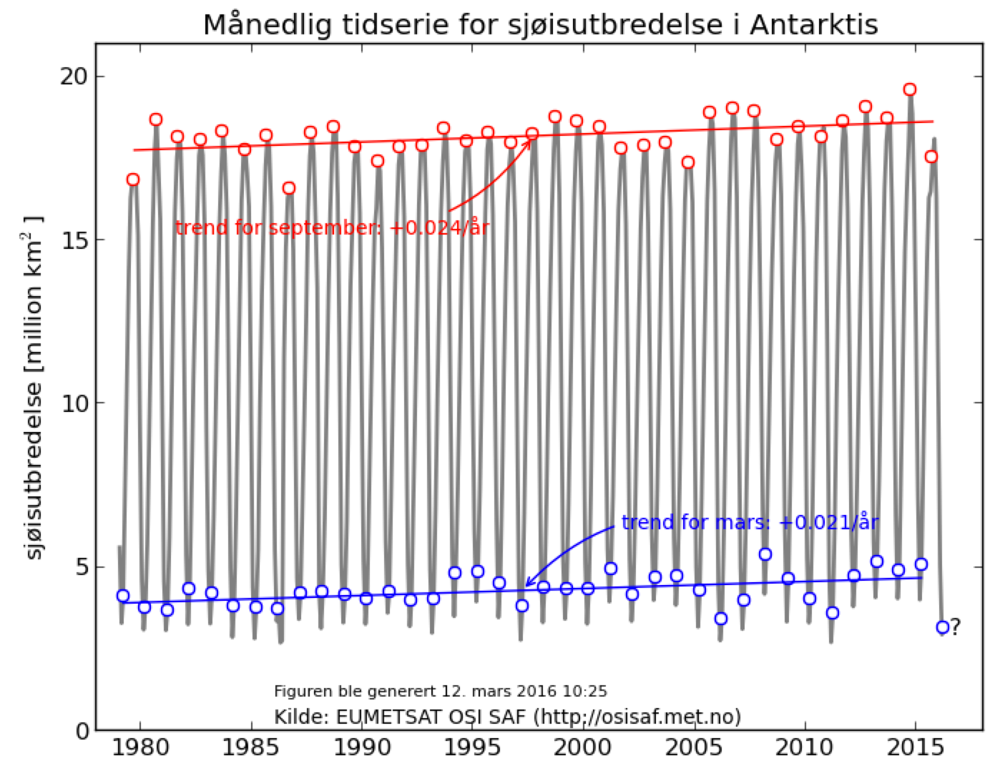 Månedlig tidserie for sjøisutbredelse i Antarktis
sjøisutbredelse [million km² ]
20
15
10
5
0
trend for september: +0.024/år
trend for mars: +0.021/år
?
Figuren ble generert 12. mars 2016 10:25
Kilde: EUMETSAT OSI SAF (http;//osisaf.met.no)
1980 1985 1990 1995 2000 2005 2010 2015